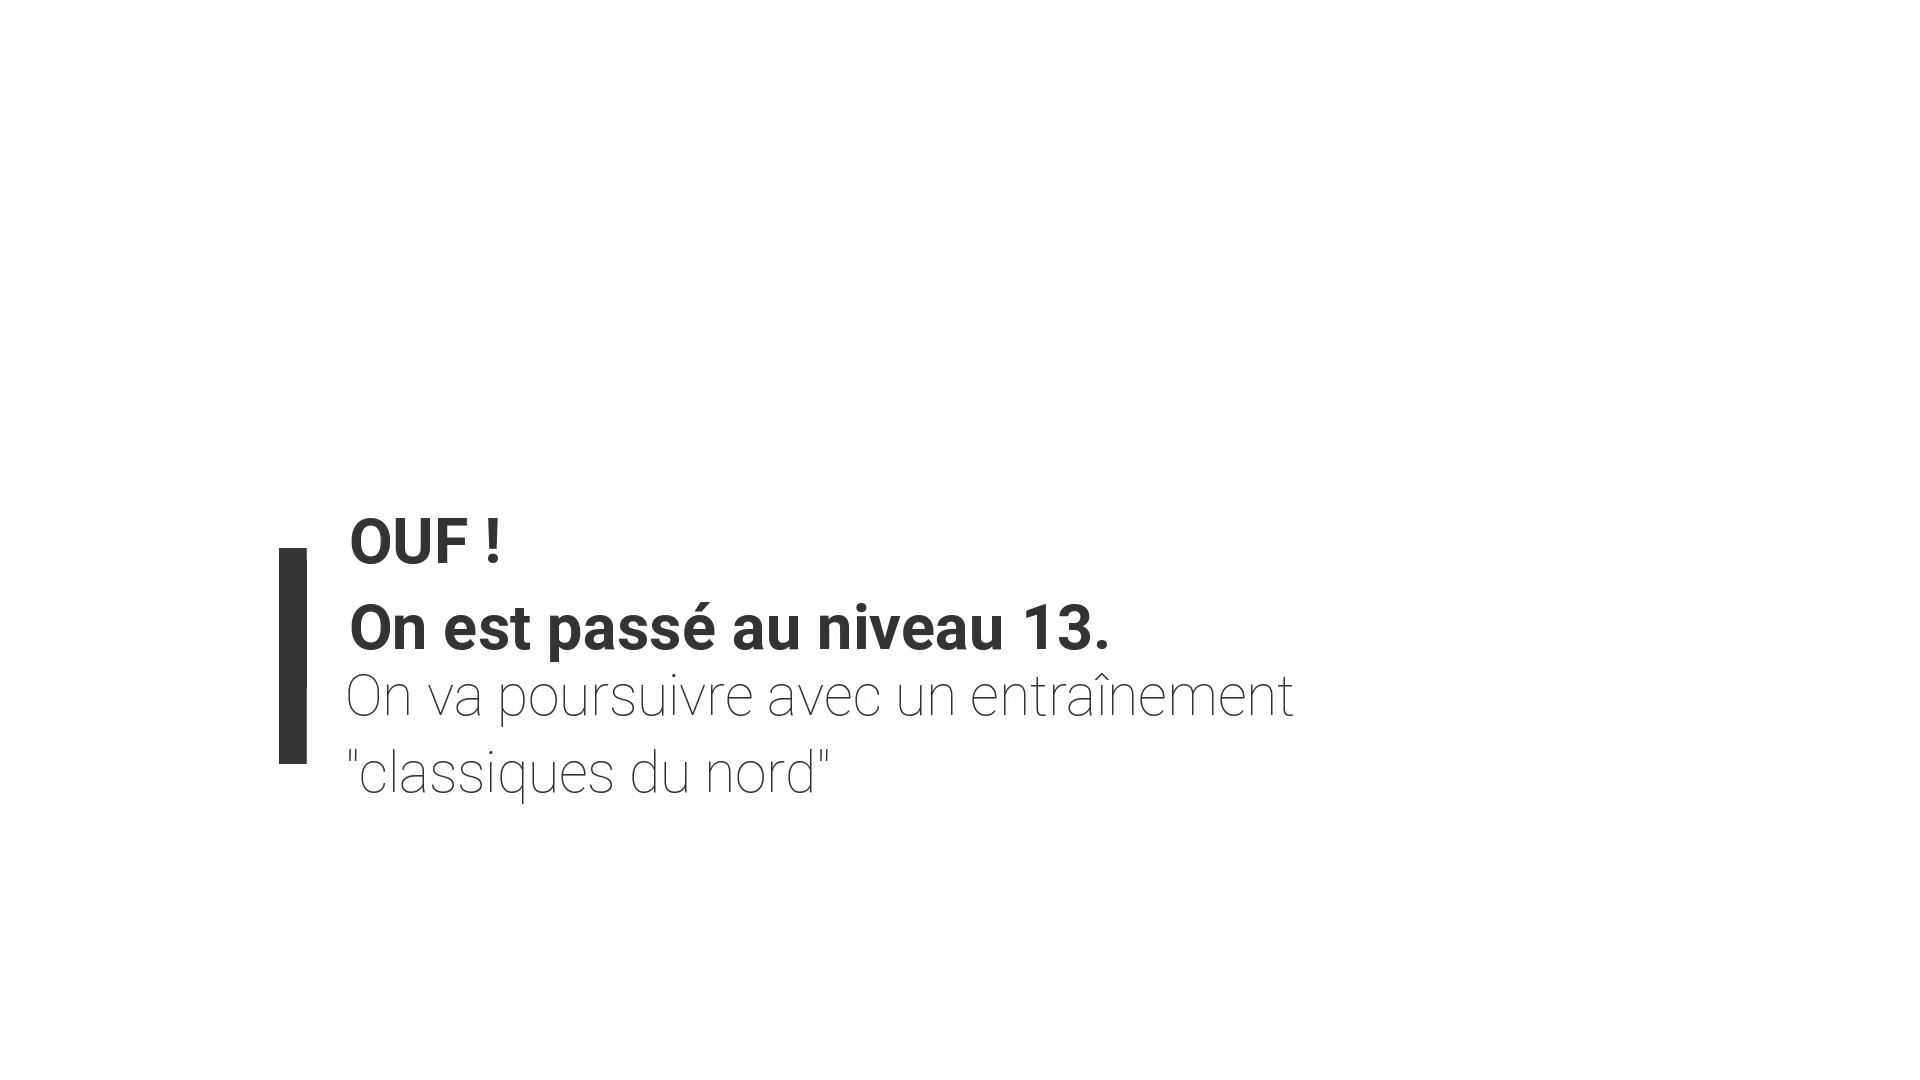 OUF !
On est passé au niveau 13.
On va poursuivre avec un entraînement
"classiques du nord"